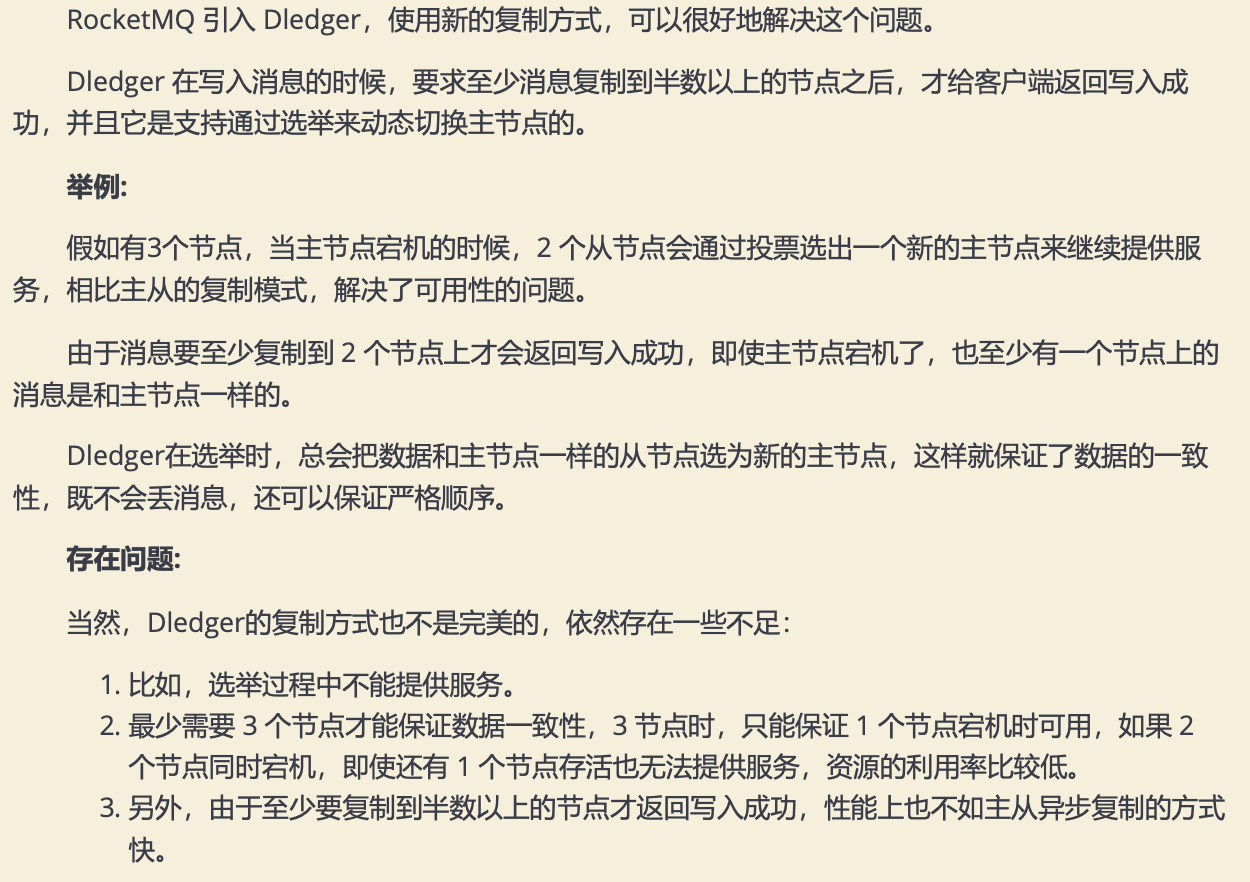 RocketMQ 引入 Dledger，使用新的复制方式，可以很好地解决这个问题。
Dledger 在写入消息的时候，要求至少消息复制到半数以上的节点之后，才给客户端返回写入成
功，并且它是支持通过选举来动态切换主节点的。
举例:
假如有3个节点，当主节点宕机的时候，2 个从节点会通过投票选出一个新的主节点来继续提供服
务，相比主从的复制模式，解决了可用性的问题。
由于消息要至少复制到 2 个节点上才会返回写入成功，即使主节点宕机了，也至少有一个节点上的
消息是和主节点一样的。
Dledger在选举时，总会把数据和主节点一样的从节点选为新的主节点，这样就保证了数据的一致
性，既不会丢消息，还可以保证严格顺序。
存在问题:
当然，Dledger的复制方式也不是完美的，依然存在一些不足：
1. 比如，选举过程中不能提供服务。
2. 最少需要 3 个节点才能保证数据一致性，3 节点时，只能保证 1 个节点宕机时可用，如果 2
个节点同时宕机，即使还有 1 个节点存活也无法提供服务，资源的利用率比较低。
3. 另外，由于至少要复制到半数以上的节点才返回写入成功，性能上也不如主从异步复制的方式
快。